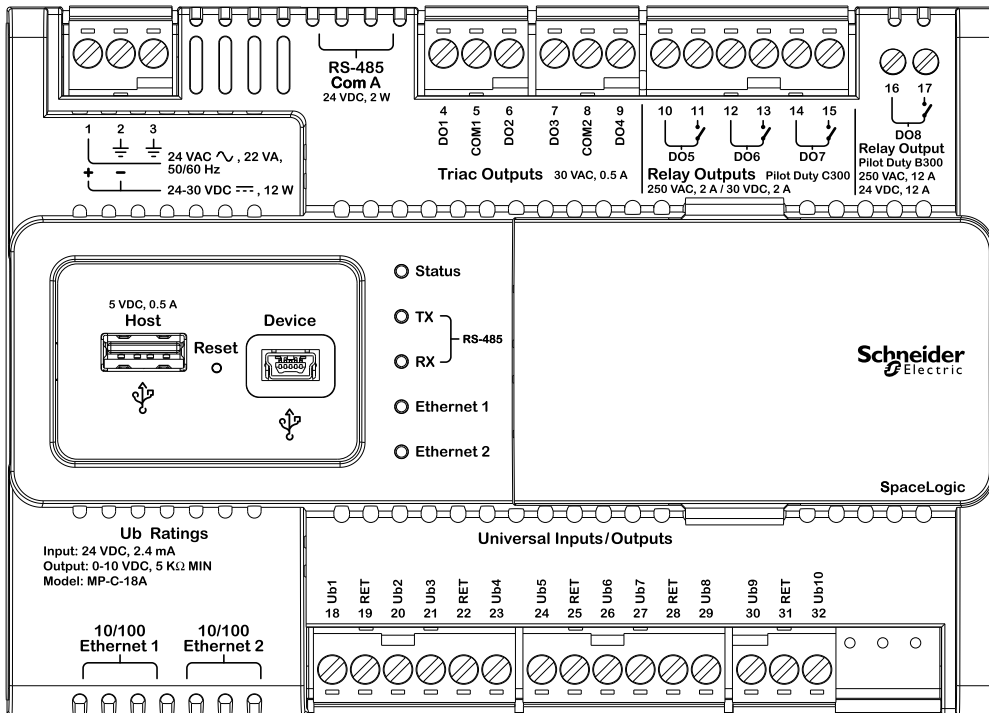 RS-485
Com A
24 VDC, 2 W
1 2 3
24 VAC , 22 VA,
50/60 Hz
+ −
24-30 VDC , 12 W
4 5 6
DO1 COM1 DO2
7 8 9
DO3 COM2 DO4
Triac Outputs 30 VAC, 0.5 A
10 11 12 13 14 15
DO5 DO6 DO7
Relay Outputs Pilot Duty C300
250 VAC, 2 A / 30 VDC, 2 A
16 17
DO8
Relay Output
Pilot Duty B300
250 VAC, 12 A
24 VDC, 12 A
5 VDC, 0.5 A
Host
Reset
Device
Status
TX
RX
RS-485
Ethernet 1
Ethernet 2
Schneider
Electric
SpaceLogic
Ub Ratings
Input: 24 VDC, 2.4 mA
Output: 0-10 VDC, 5 KΩ MIN
Model: MP-C-18A
10/100
Ethernet 1
10/100
Ethernet 2
Universal Inputs/Outputs
Ub1 RET Ub2 Ub3 RET Ub4
18 19 20 21 22 23
Ub5 RET Ub6 Ub7 RET Ub8
24 25 26 27 28 29
Ub9 RET Ub10
30 31 32